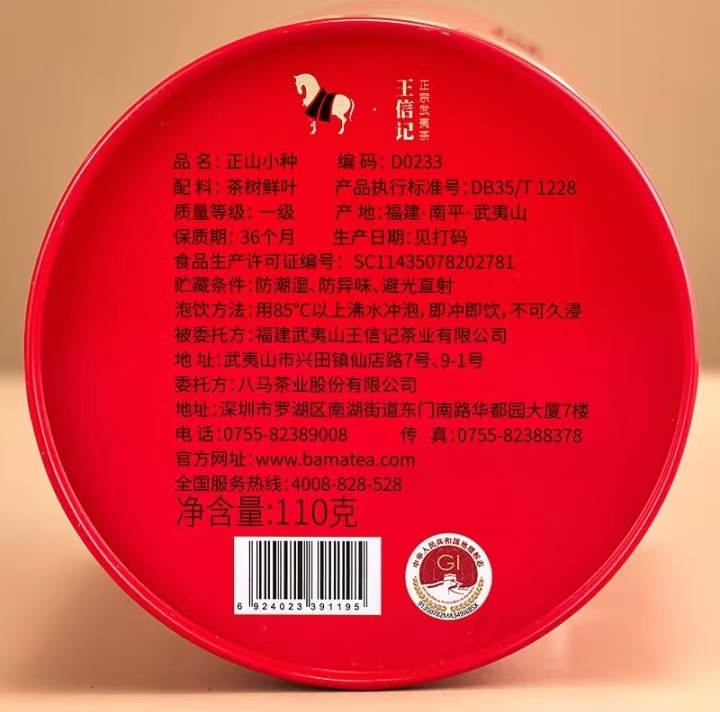 王信记
正宗武夷茶
品 名：正山小种 编 码：D0233
配 料：茶树鲜叶 产品执行标准号：DB35/T 1228
质量等级：一级 产 地：福建·南平·武夷山
保质期：36个月 生产日期：见打码
食品生产许可证编号： SC11435078202781
贮藏条件：防潮湿、防异味、避光直射
泡饮方法：用85℃以上沸水冲泡，即冲即饮，不可久浸
被委托方：福建武夷山王信记茶业有限公司
地 址：武夷山市兴田镇仙店路7号、9-1号
委托方：八马茶业股份有限公司
地址：深圳市罗湖区南湖街道东门南路华都园大厦7楼
电 话：0755-82389008 传 真：0755-82388378
官方网址：www.bamatea.com
全国服务热线：4008-828-528
净含量：110克
6 924023 391195
中华人民共和国地理标志
GI